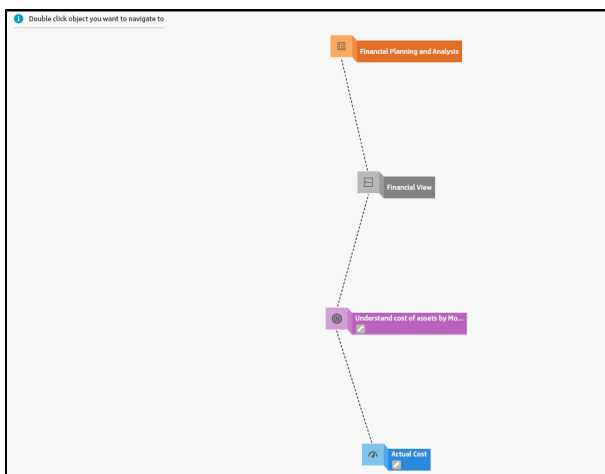 Double click object you want to navigate to
Financial Planning and Analysis
Financial View
Understand cost of assets by Mo...
Actual Cost